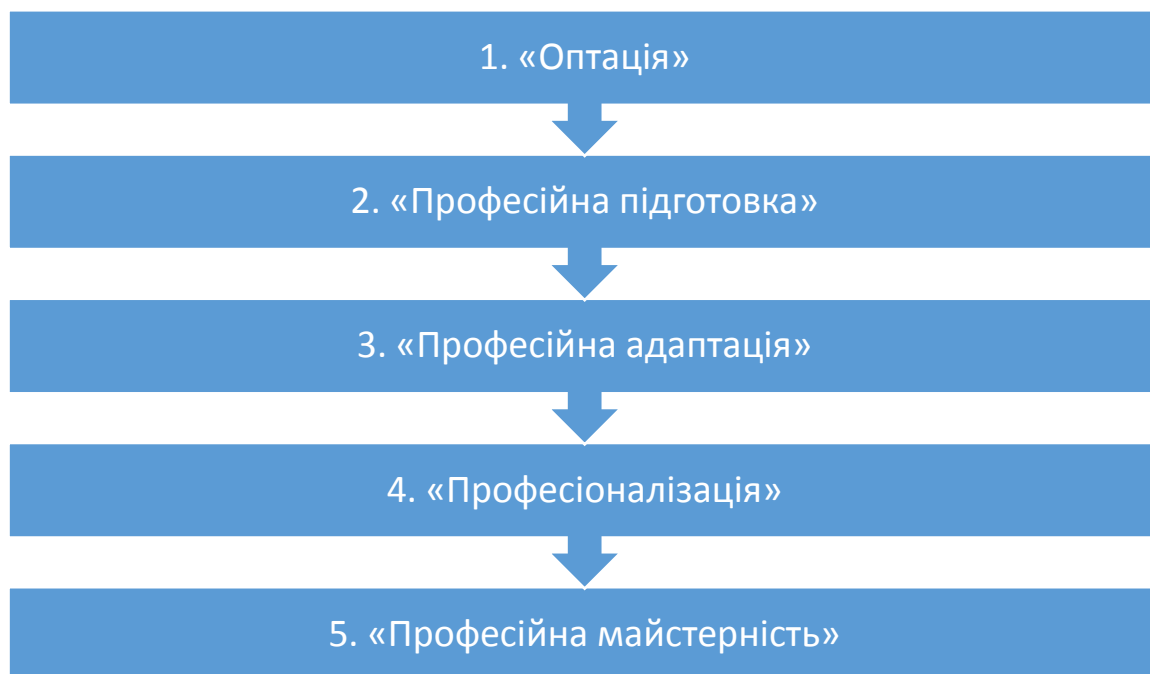 1. «Оптація»
2. «Професійна підготовка»
3. «Професійна адаптація»
4. «Професіоналізація»
5. «Професійна майстерність»